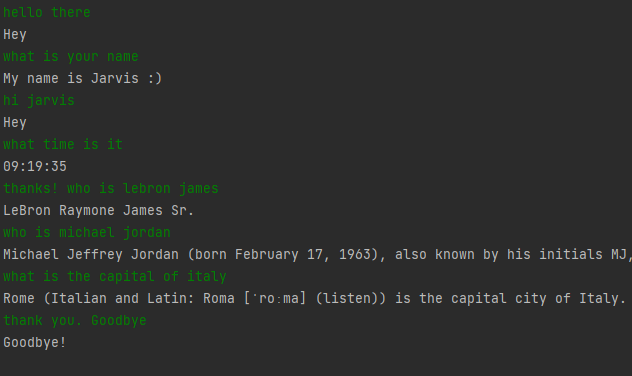 hello there
Hey
what is your name
My name is Jarvis :)
hi jarvis
Hey
what time is it
09:19:35
thanks! who is lebron james
LeBron Raymone James Sr.
who is michael jordan
Michael Jeffrey Jordan (born February 17, 1963), also known by his initials MJ,
what is the capital of italy
Rome (Italian and Latin: Roma [ˈroːma] (listen)) is the capital city of Italy.
thank you. Goodbye
Goodbye!